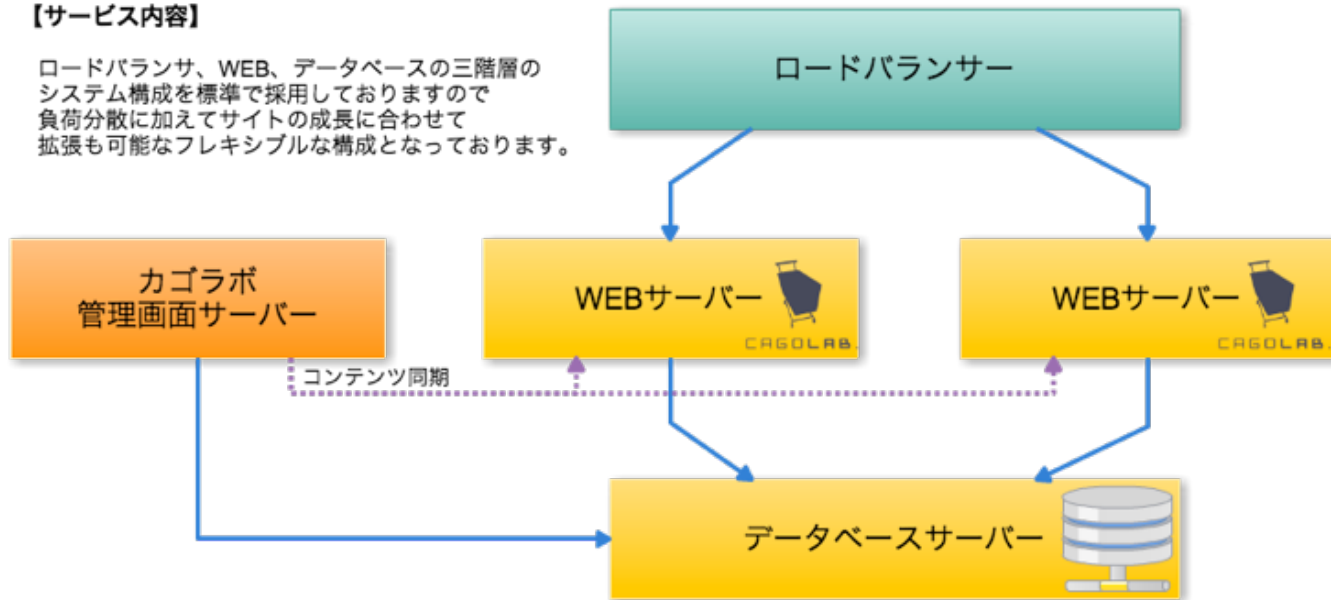 【サービス内容】
ロードバランサ、WEB、データベースの三階層の
システム構成を標準で採用しておりますので
負荷分散に加えてサイトの成長に合わせて
拡張も可能なフレキシブルな構成となっております。
ロードバランサー
カゴラボ
管理画面サーバー
WEBサーバー
CAGOLAB.
WEBサーバー
CAGOLAB.
コンテンツ同期
データベースサーバー